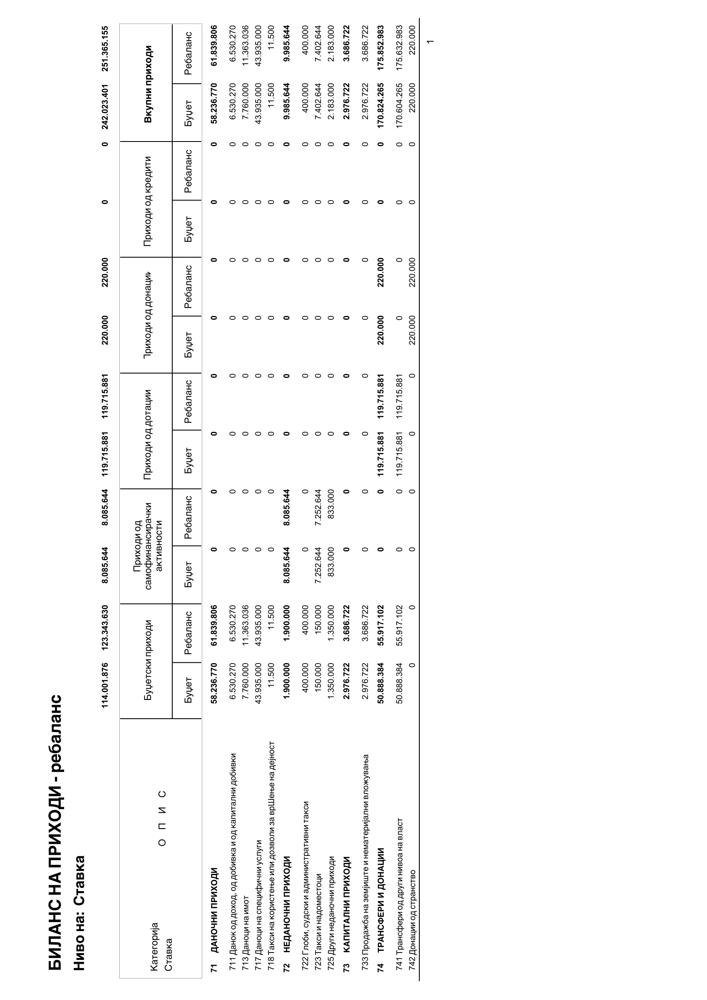 БИЛАНС НА ПРИХОДИ - ребаланс
Ниво на: Ставка
114.001.876 123.343.630 8.085.644 8.085.644 119.715.881 119.715.881 220.000 220.000 0 0 242.023.401 251.365.155
Категорија
Ставка
О П И С
Буџетски приходи
Приходи од
самофинансирачки
активности
Приходи од дотации
Приходи од донации
Приходи од кредити
Вкупни приходи
Буџет Ребаланс Буџет Ребаланс Буџет Ребаланс Буџет Ребаланс Буџет Ребаланс Буџет Ребаланс
71 ДАНОЧНИ ПРИХОДИ 58.236.770 61.839.806 0 0 0 0 0 0 0 0 58.236.770 61.839.806
711 Данок од доход, од добивка и од капитални добивки 6.530.270 6.530.270 0 0 0 0 0 0 0 0 6.530.270 6.530.270
713 Даноци на имот 7.760.000 11.363.036 0 0 0 0 0 0 0 0 7.760.000 11.363.036
717 Даноци на специфични услуги 43.935.000 43.935.000 0 0 0 0 0 0 0 0 43.935.000 43.935.000
718 Такси на користење или дозволи за врШење на дејност 11.500 11.500 0 0 0 0 0 0 0 0 11.500 11.500
72 НЕДАНОЧНИ ПРИХОДИ 1.900.000 1.900.000 8.085.644 8.085.644 0 0 0 0 0 0 9.985.644 9.985.644
722 Глоби, судски и административни такси 400.000 400.000 0 0 0 0 0 0 0 0 400.000 400.000
723 Такси и надоместоци 150.000 150.000 7.252.644 7.252.644 0 0 0 0 0 0 7.402.644 7.402.644
725 Други неданочни приходи 1.350.000 1.350.000 833.000 833.000 0 0 0 0 0 0 2.183.000 2.183.000
73 КАПИТАЛНИ ПРИХОДИ 2.976.722 3.686.722 0 0 0 0 0 0 0 0 2.976.722 3.686.722
733 Продажба на земјиште и нематеријални вложувања 2.976.722 3.686.722 0 0 0 0 0 0 0 0 2.976.722 3.686.722
74 ТРАНСФЕРИ И ДОНАЦИИ 50.888.384 55.917.102 0 0 119.715.881 119.715.881 220.000 220.000 0 0 170.824.265 175.852.983
741 Трансфери од други нивоа на власт 50.888.384 55.917.102 0 0 119.715.881 119.715.881 0 0 0 0 170.604.265 175.632.983
742 Донации од странство 0 0 0 0 0 0 220.000 220.000 0 0 220.000 220.000
1